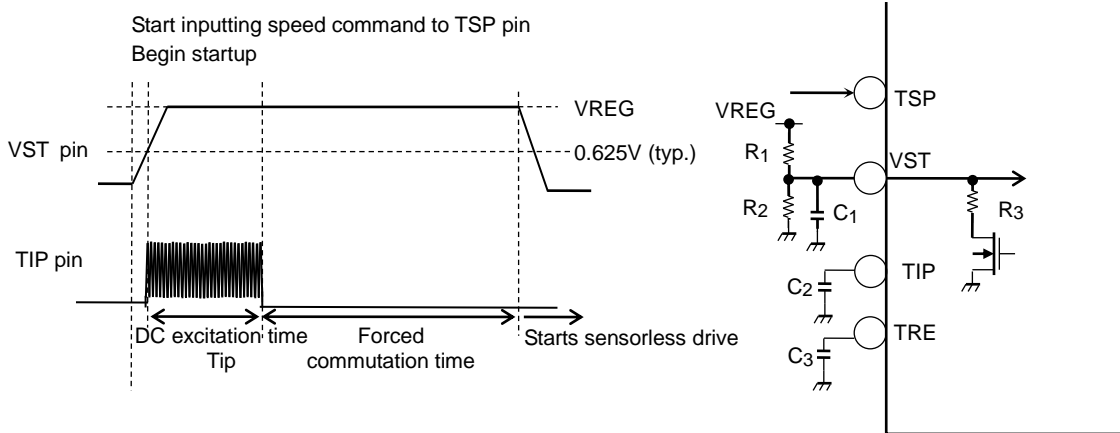 Start inputting speed command to TSP pin
Begin startup
VREG
VST pin
0.625V (typ.)
TIP pin
DC excitation time
Tip
Forced
commutation time
Starts sensorless drive
TSP
VREG
R1
VST
R2
C1
R3
TIP
C2
TRE
C3